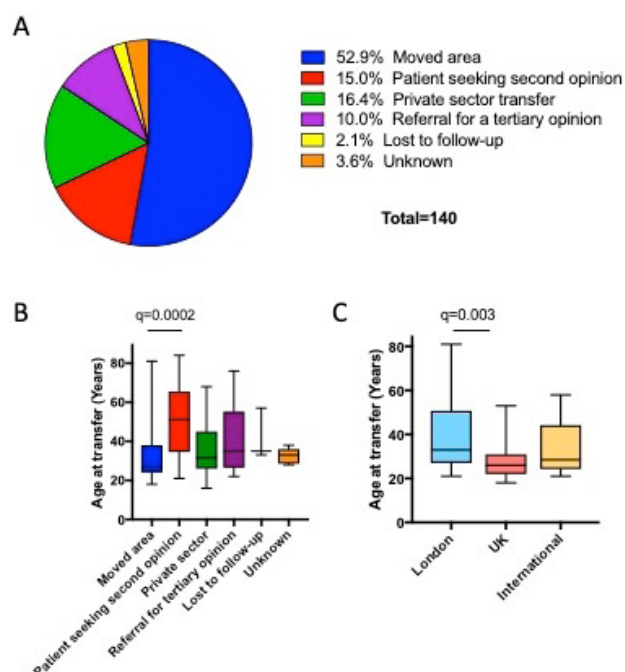 A
52.9% Moved area
15.0% Patient seeking second opinion
16.4% Private sector transfer
10.0% Referral for a tertiary opinion
2.1% Lost to follow-up
3.6% Unknown
Total=140
B
q=0.0002
Age at transfer (Years)
80
60
40
20
0
Moved area
Patient seeking second opinion
Private sector
Referral for tertiary opinion
Lost to follow-up
Unknown
C
q=0.003
Age at transfer (Years)
80
60
40
20
0
London
UK
International